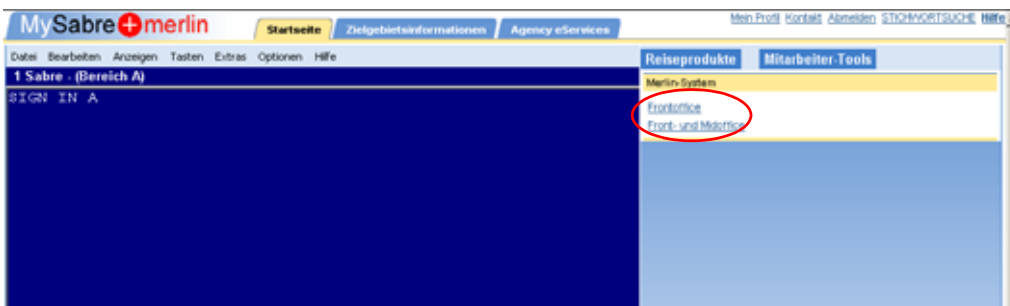 MySabre merlin
Startseite Zielgebietsinformationen Agency eServices
Mein Profil Kontakt Abmelden STICHWORTSUCHE Hilfe
Datei Bearbeiten Anzeigen Tasten Extras Optionen Hilfe
1 Sabre - (Bereich A)
SIGN IN A
Reiseprodukte Mitarbeiter-Tools
Merlin-System
Frontoffice
Front- und Midoffice